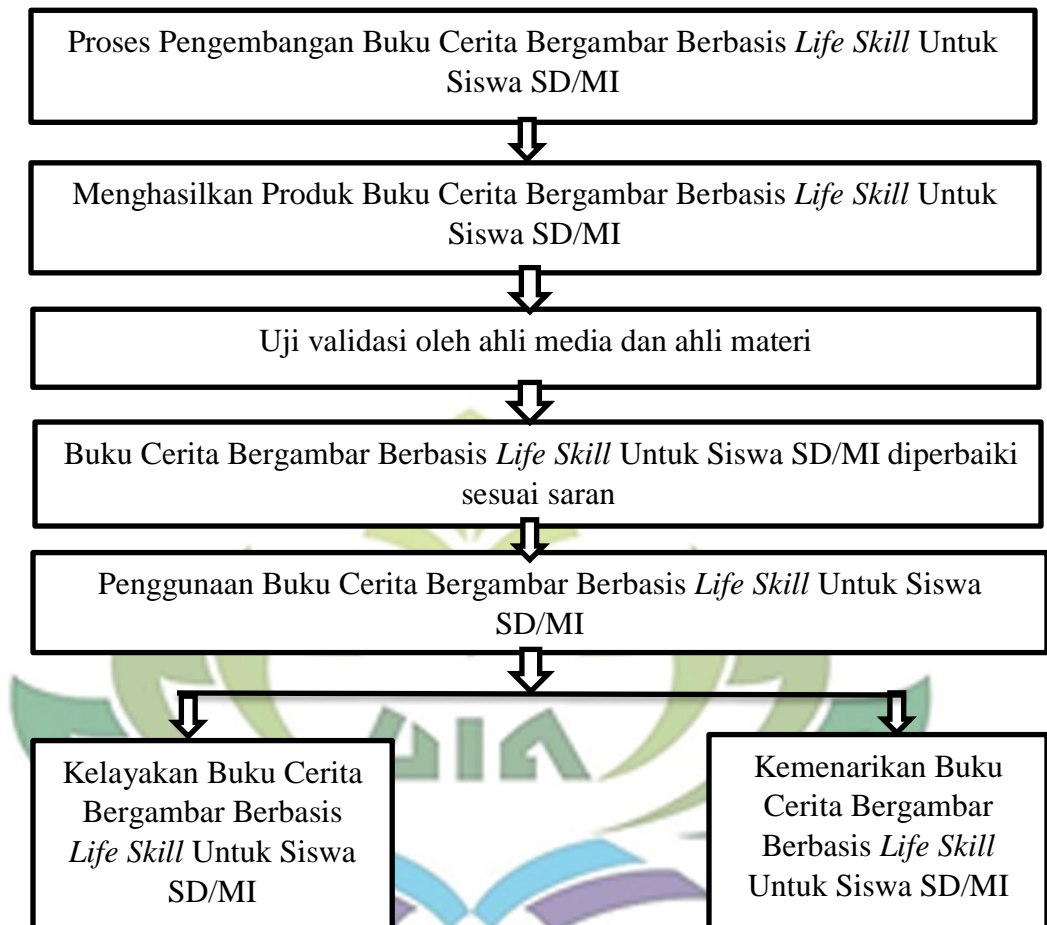 Proses Pengembangan Buku Cerita Bergambar Berbasis Life Skill Untuk
Siswa SD/MI
Menghasilkan Produk Buku Cerita Bergambar Berbasis Life Skill Untuk
Siswa SD/MI
Uji validasi oleh ahli media dan ahli materi
Buku Cerita Bergambar Berbasis Life Skill Untuk Siswa SD/MI diperbaiki
sesuai saran
Penggunaan Buku Cerita Bergambar Berbasis Life Skill Untuk Siswa
SD/MI
Kelayakan Buku Cerita
Bergambar Berbasis
Life Skill Untuk Siswa
SD/MI
Kemenarikan Buku
Cerita Bergambar
Berbasis Life Skill
Untuk Siswa SD/MI